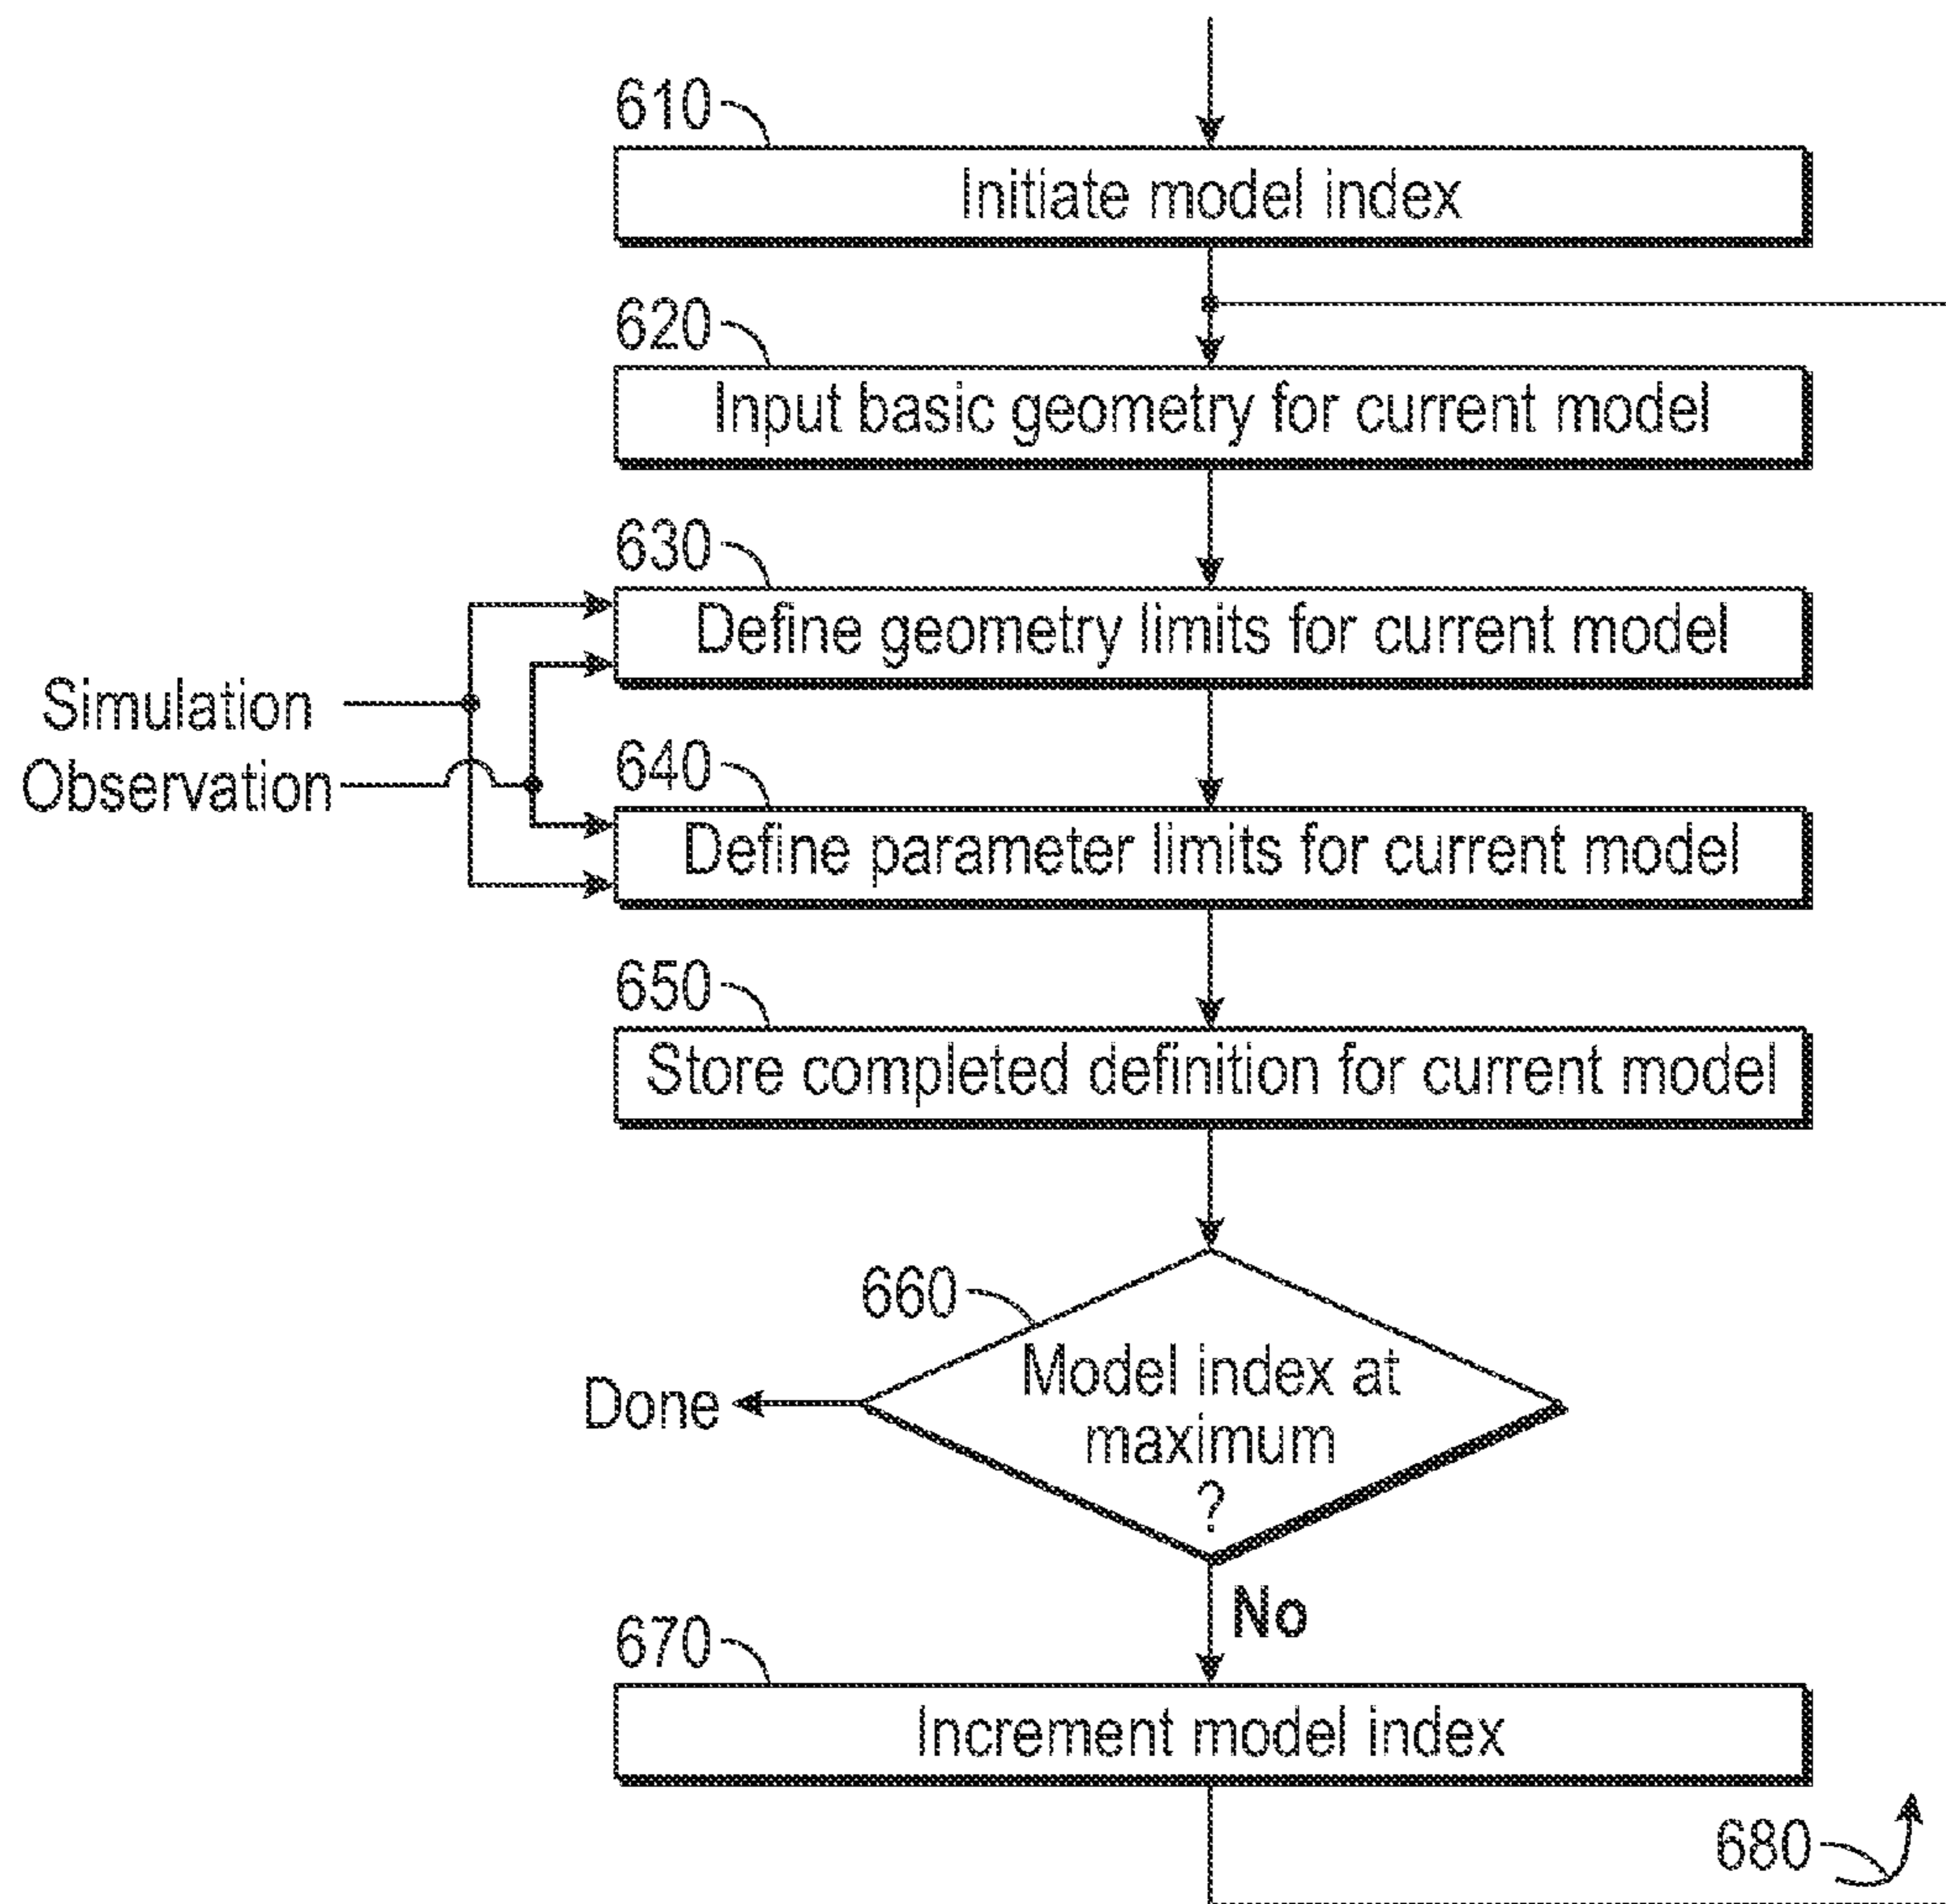 610
Initiate model index
620
Input basic geometry for current model
630
Define geometry limits for current model
Simulation
Observation
640
Define parameter limits for current model
650
Store completed definition for current model
660
Model index at
maximum
?
Done
No
670
Increment model index
680